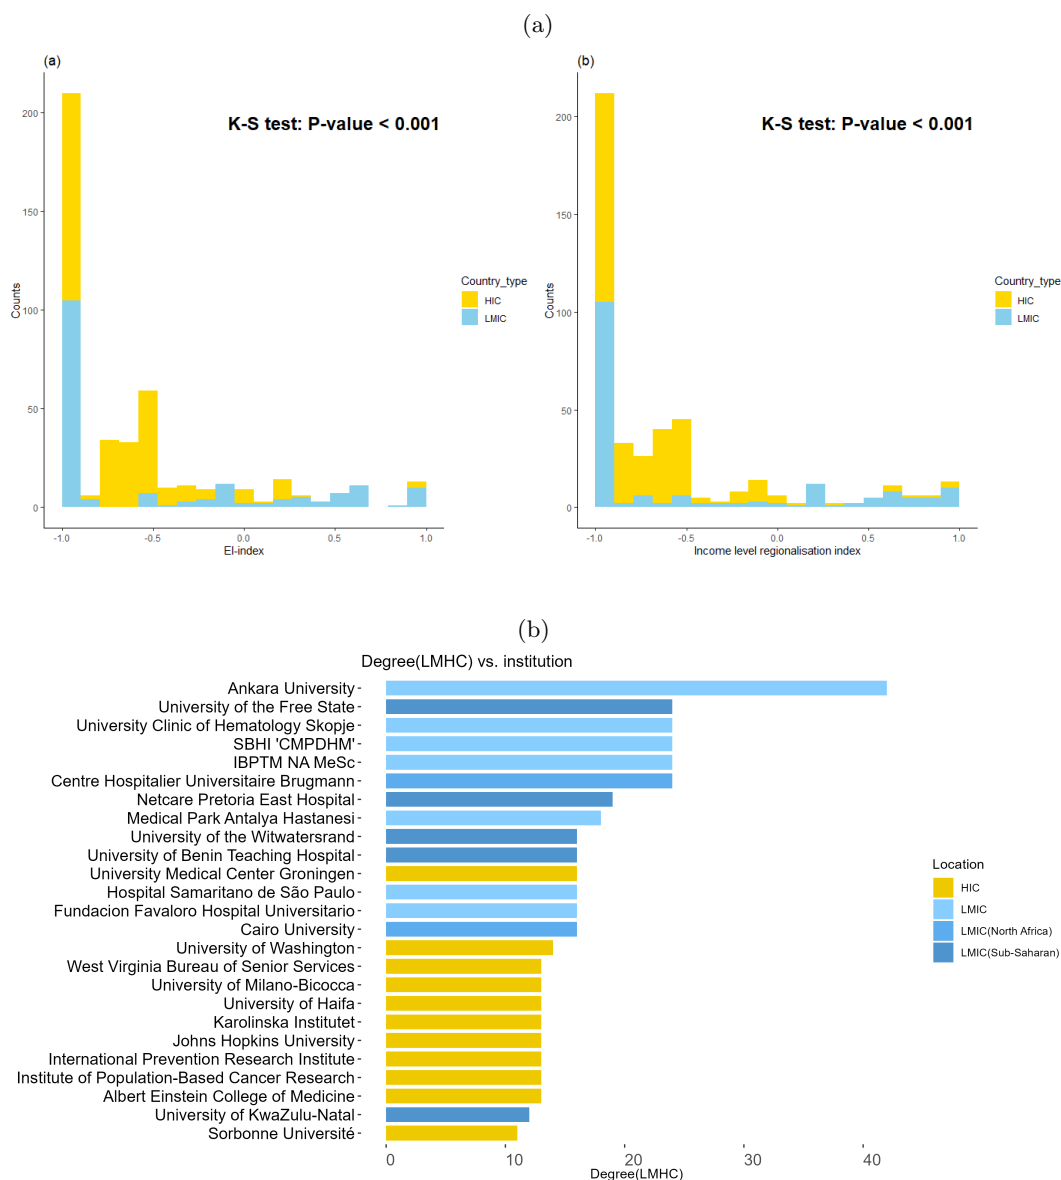 (a)
(a)
K-S test: P-value < 0.001
200
150
100
50
0
Counts
-1.0
-0.5
0.0
0.5
1.0
EI-index
Country_type
HIC
LMIC
(b)
K-S test: P-value < 0.001
200
150
100
50
0
Counts
-1.0
-0.5
0.0
0.5
1.0
Income level regionalisation index
Country_type
HIC
LMIC
(b)
Degree(LMHC) vs. institution
Ankara University
University of the Free State
University Clinic of Hematology Skopje
SBHI 'CMPDHM'
IBPTM NA MeSc
Centre Hospitalier Universitaire Brugmann
Netcare Pretoria East Hospital
Medical Park Antalya Hastanesi
University of the Witwatersrand
University of Benin Teaching Hospital
University Medical Center Groningen
Hospital Samaritano de São Paulo
Fundacion Favaloro Hospital Universitario
Cairo University
University of Washington
West Virginia Bureau of Senior Services
University of Milano-Bicocca
University of Haifa
Karolinska Institutet
Johns Hopkins University
International Prevention Research Institute
Institute of Population-Based Cancer Research
Albert Einstein College of Medicine
University of KwaZulu-Natal
Sorbonne Université
0
10
20
30
40
Degree(LMHC)
Location
HIC
LMIC
LMIC(North Africa)
LMIC(Sub-Saharan)